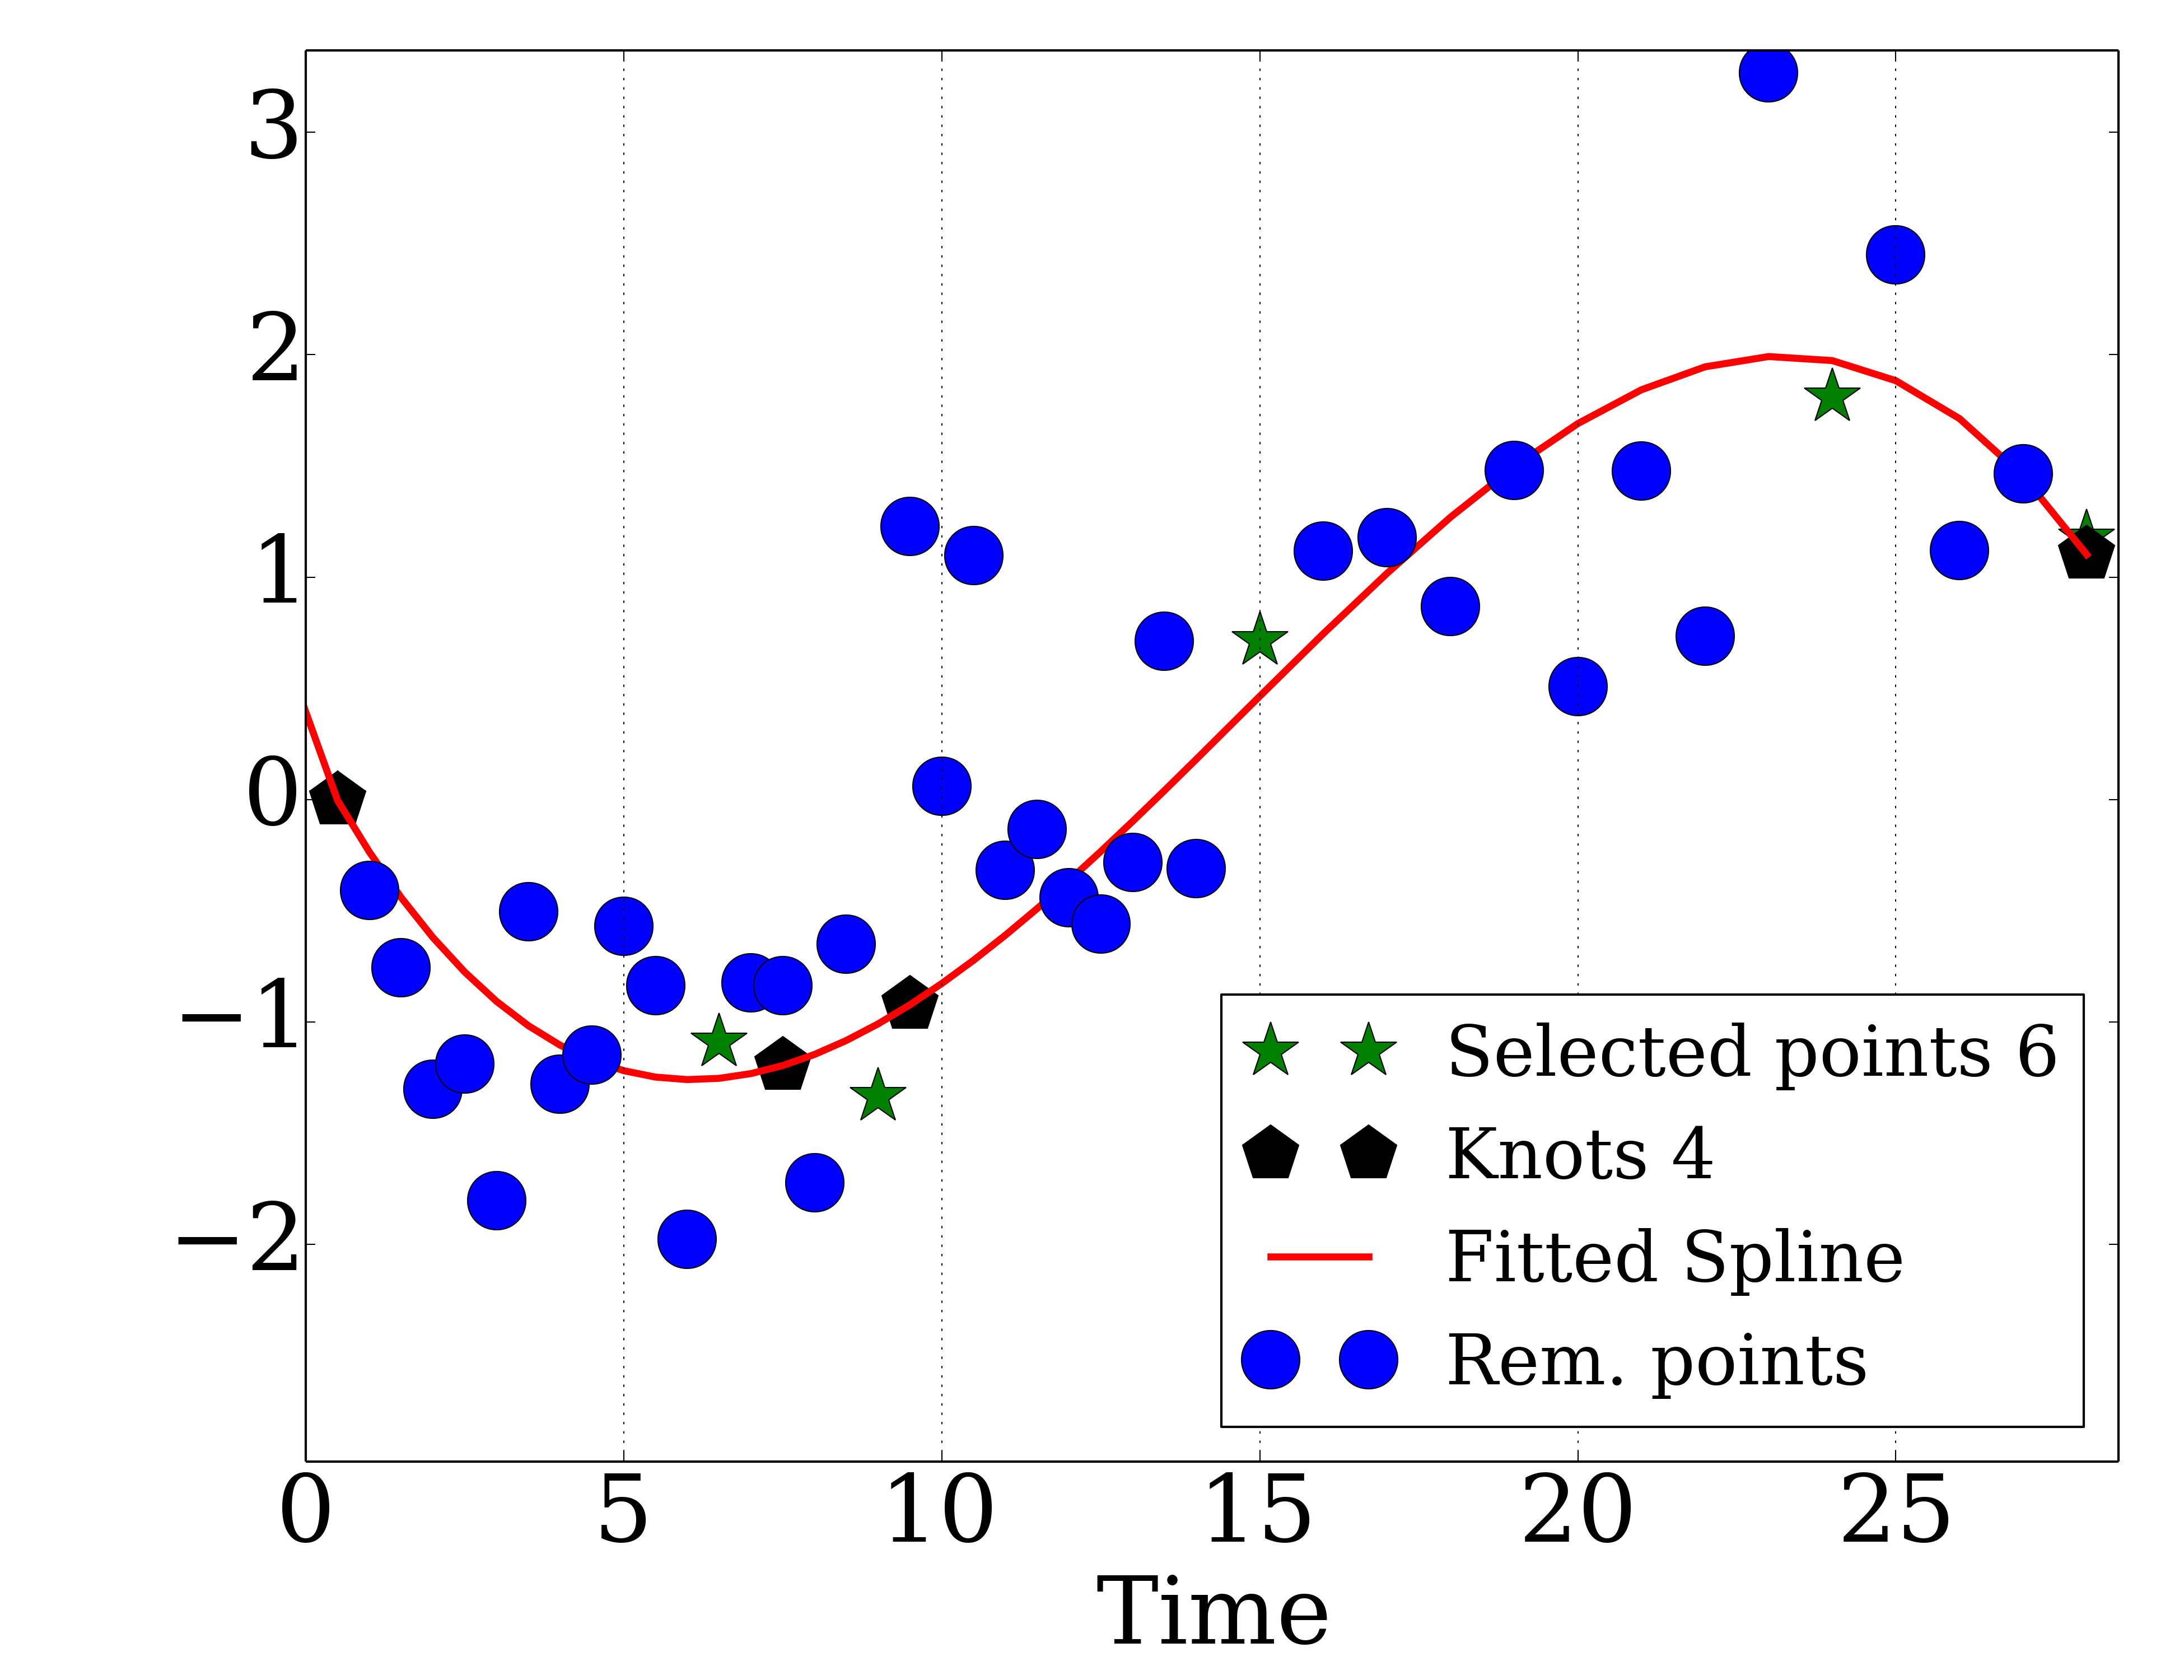 3
2
1
0
−1
−2
0 5 10 15 20 25
Time
Selected points 6
Knots 4
Fitted Spline
Rem. points